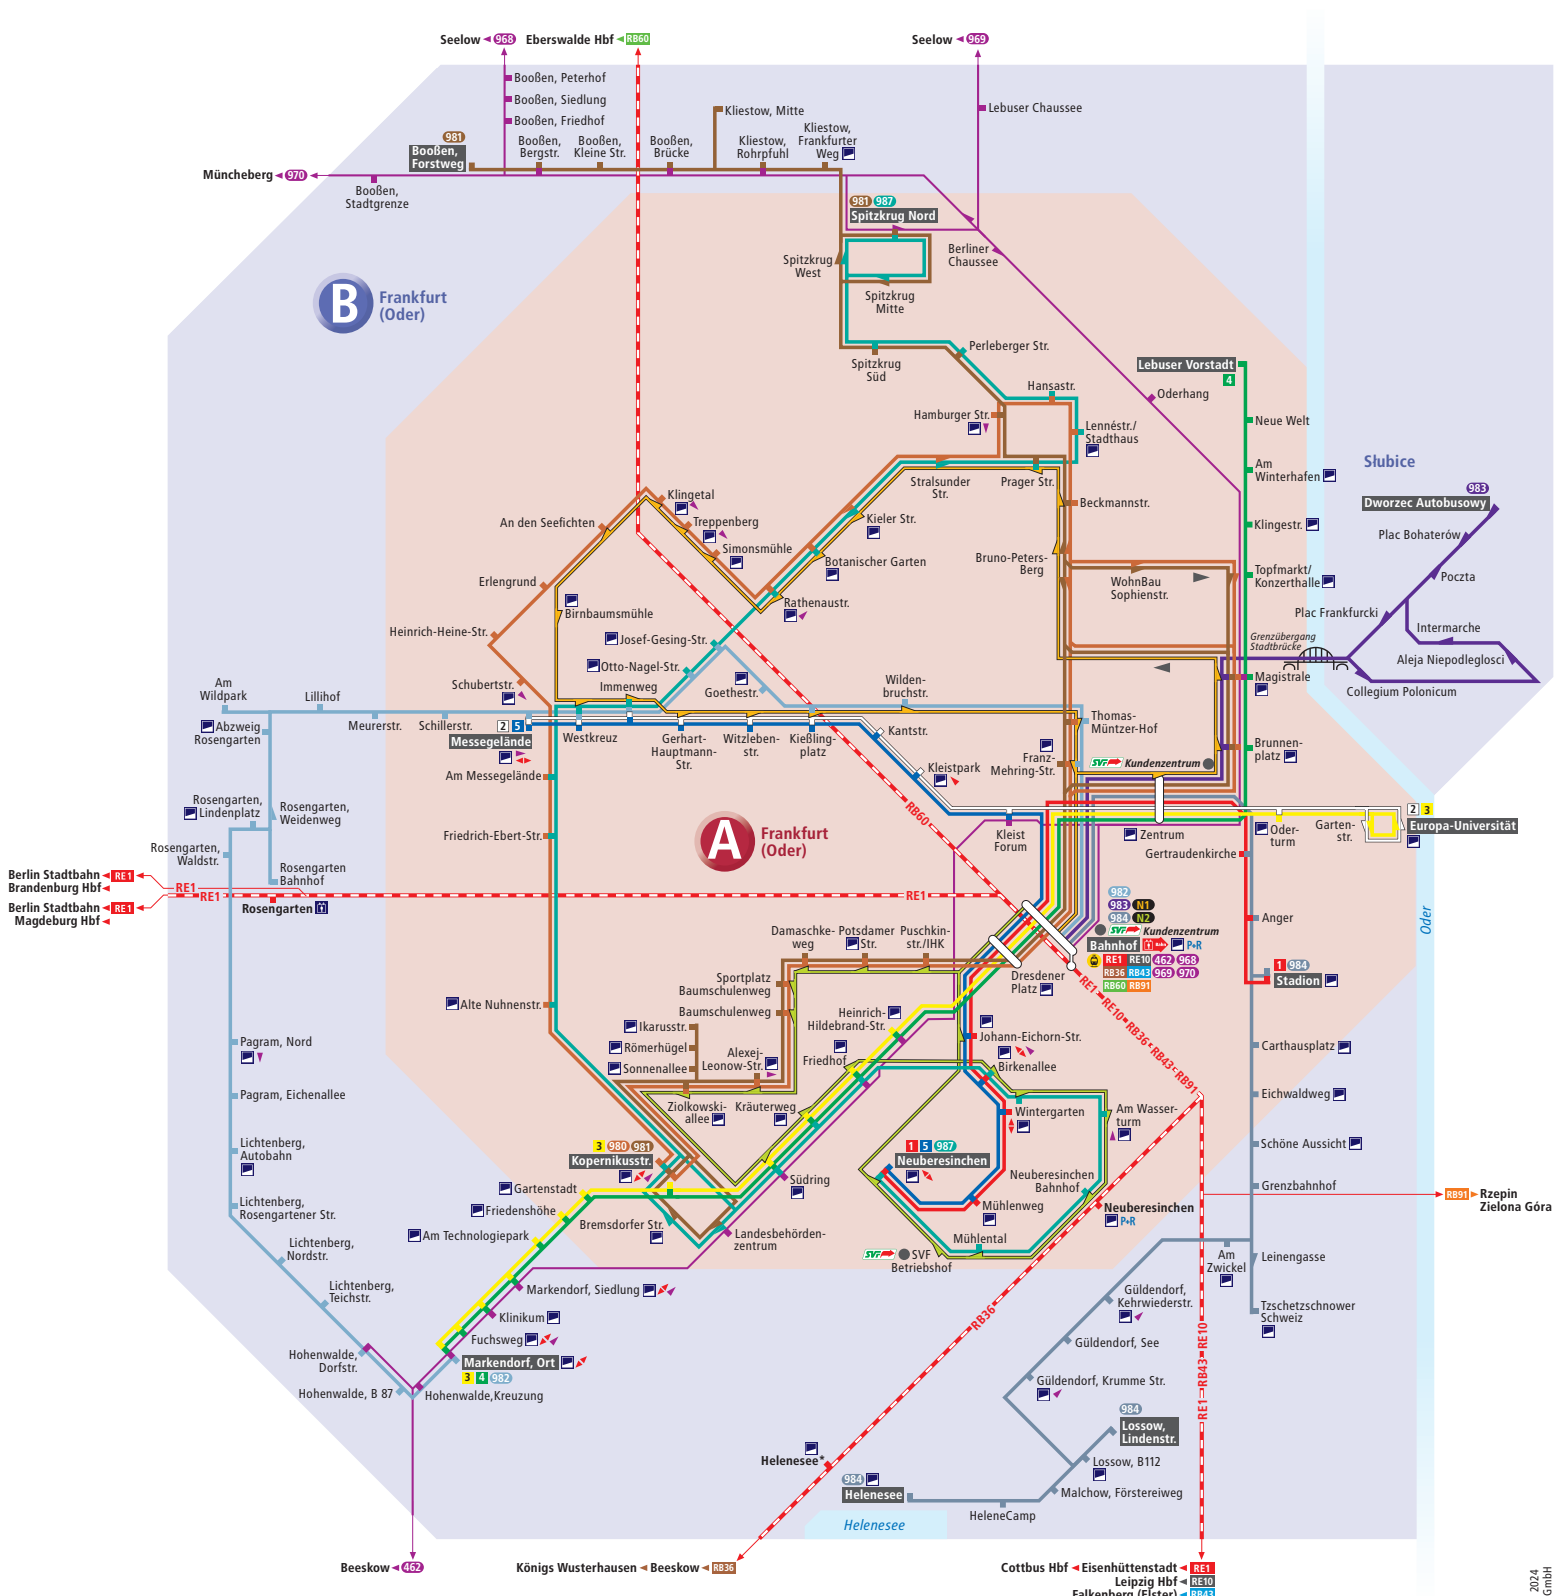 Seelow 968
Eberswalde Hbf RB60
Seelow 969
Booßen, Peterhof
Booßen, Siedlung
Booßen, Friedhof
Lebuser Chaussee
Kliestow, Mitte
981
Booßen,
Forstweg
Booßen,
Bergstr.
Booßen,
Kleine Str.
Booßen,
Brücke
Kliestow,
Rohrpfuhl
Kliestow,
Frankfurter
Weg
Müncheberg 970
Booßen,
Stadtgrenze
981 987
Spitzkrug Nord
Spitzkrug
West
Berliner
Chaussee
Spitzkrug
Mitte
B Frankfurt
(Oder)
Spitzkrug
Süd
Perleberger Str.
Lebuser Vorstadt
4
Hansastr.
Oderhang
Hamburger Str.
Lennéstr./
Stadthaus
Neue Welt
Am
Winterhafen
Słubice
983
Dworzec Autobusowy
Stralsunder
Str.
Prager Str.
Klingetal
Beckmannstr.
An den Seefichten
Treppenberg
Kieler Str.
Klingestr.
Plac Bohaterów
Simonsmühle
Botanischer Garten
Bruno-Peters-
Berg
WohnBau
Sophienstr.
Topfmarkt/
Konzerthalle
Poczta
Erlengrund
Birnbaumsmühle
Rathenaustr.
Plac Frankfurcki
Heinrich-Heine-Str.
Josef-Gesing-Str.
Grenzübergang
Stadtbrücke
Intermarche
Otto-Nagel-Str.
Aleja Niepodleglosci
Schubertstr.
Immenweg
Goethestr.
Wilden-
bruchstr.
Magistrale
Collegium Polonicum
Am
Wildpark
Lillihof
Abzweig
Rosengarten
Meurerstr.
Schillerstr.
2 5
Messegelände
Westkreuz
Gerhart-
Hauptmann-
Str.
Witzleben-
str.
Kießling-
platz
Kantstr.
Thomas-
Müntzer-Hof
Franz-
Mehring-Str.
SVF Kundenzentrum
Brunnen-
platz
Am Messegelände
Kleistpark
Rosengarten,
Lindenplatz
Rosengarten,
Weidenweg
RB60
2 3
Europa-Universität
Friedrich-Ebert-Str.
A Frankfurt
(Oder)
Kleist
Forum
Zentrum
Oder-
turm
Garten-
str.
Rosengarten,
Waldstr.
Gertraudenkirche
Rosengarten
Bahnhof
Berlin Stadtbahn RE1
Brandenburg Hbf
RE1
RE1
RE1
Berlin Stadtbahn RE1
Magdeburg Hbf
Rosengarten
982
983 N1
984 N2
SVF Kundenzentrum
Bahnhof P+R
RE1 RE10 462 968
RB36 RB43 969 970
RB60 RB91
Anger
Oder
Damaschke-
weg
Potsdamer
Str.
Puschkin-
str./IHK
Dresdener
Platz
1 984
Stadion
Sportplatz
Baumschulenweg
Baumschulenweg
Alte Nuhnenstr.
RE1 RE10 RB36 RB43 RB91
Heinrich-
Hildebrand-Str.
Ikarusstr.
Römerhügel
Sonnenallee
Alexej-
Leonow-Str.
Friedhof
Johann-Eichorn-Str.
Birkenallee
Pagram, Nord
Carthausplatz
Pagram, Eichenallee
Eichwaldweg
Ziolkowski-
allee
Kräuterweg
Wintergarten
Am Wasser-
turm
Lichtenberg,
Autobahn
3 980 981
Kopernikusstr.
1 5 987
Neuberesinchen
Schöne Aussicht
Gartenstadt
Südring
Neuberesinchen
Bahnhof
Grenzbahnhof
RB91 Rzepin
Zielona Góra
Lichtenberg,
Rosengartener Str.
Friedenshöhe
Mühlenweg
Neuberesinchen
P+R
Bremsdorfer Str.
Am Technologiepark
Landesbehörden-
zentrum
Mühlental
Lichtenberg,
Nordstr.
SVF SVF
Betriebshof
Am
Zwickel
Leinengasse
Lichtenberg,
Teichstr.
Markendorf, Siedlung
Güldendorf,
Kehrwiederstr.
Tzschetzschnower
Schweiz
Klinikum
RB36
Fuchsweg
Güldendorf, See
RE1 RB43 RE10
Hohenwalde,
Dorfstr.
Markendorf, Ort
3 4 982
Hohenwalde, B 87
Hohenwalde,Kreuzung
Güldendorf, Krumme Str.
984
Lossow,
Lindenstr.
Helenesee*
Lossow, B112
984
Helenesee
Malchow, Förstereiweg
HeleneCamp
Helenesee
Beeskow 462
Königs Wusterhausen Beeskow RB36
Cottbus Hbf Eisenhüttenstadt RE1
Leipzig Hbf RE10
Falkenberg (Elster) RB43
2024
GmbH